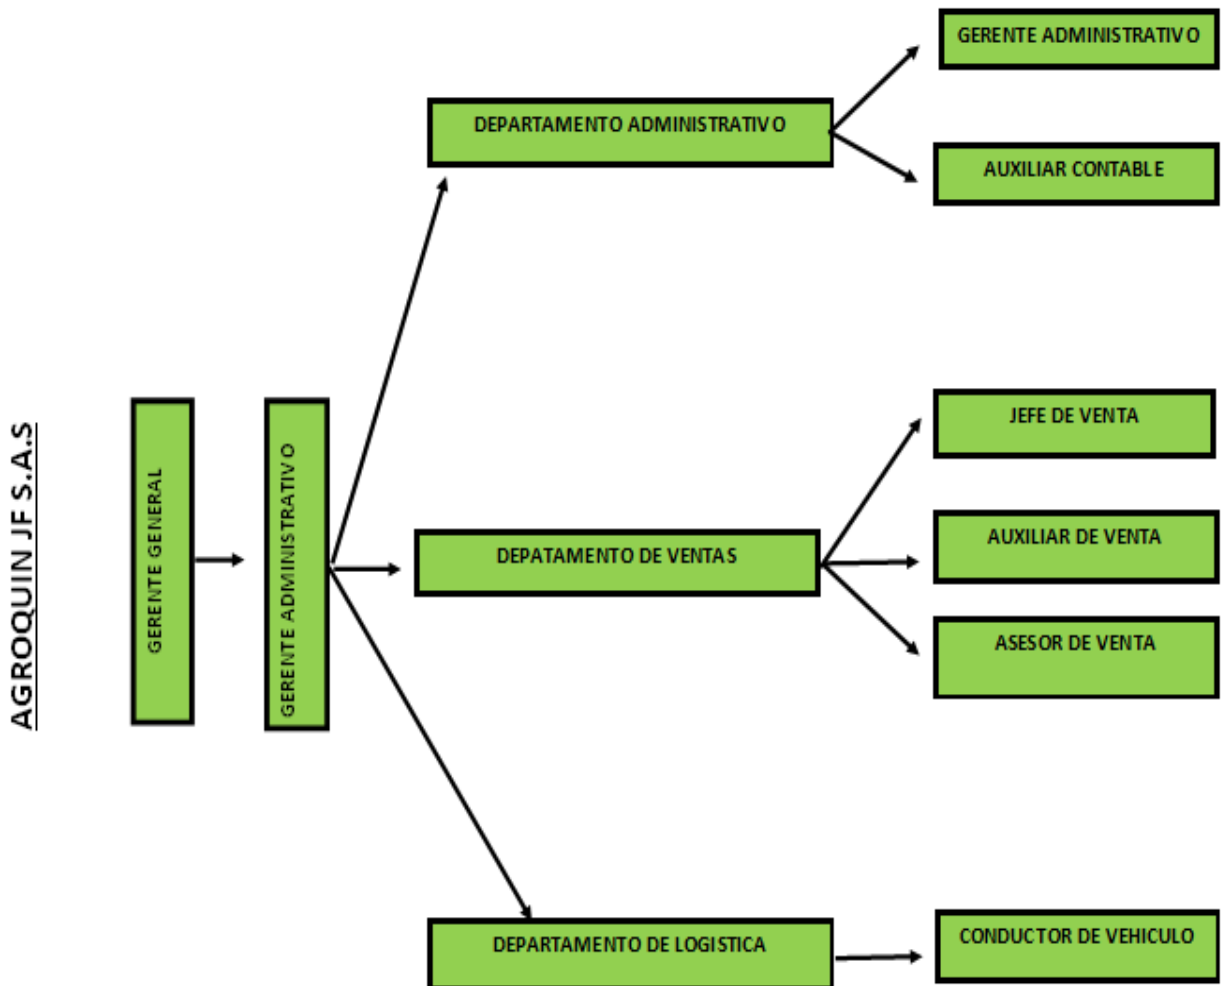 AGROQUIN JF S.A.S
GERENTE GENERAL
GERENTE ADMINISTRATIVO
DEPARTAMENTO ADMINISTRATIVO
GERENTE ADMINISTRATIVO
AUXILIAR CONTABLE
DEPATAMENTO DE VENTAS
JEFE DE VENTA
AUXILIAR DE VENTA
ASESOR DE VENTA
DEPARTAMENTO DE LOGISTICA
CONDUCTOR DE VEHICULO